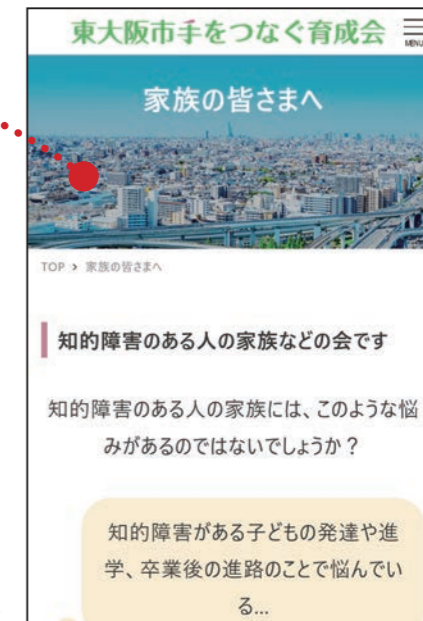 東大阪市手をつなぐ育成会
MENU
家族の皆さまへ
TOP > 家族の皆さまへ
知的障害のある人の家族などの会です
知的障害のある人の家族には、このような悩
みがあるのではないでしょうか？
知的障害がある子どもの発達や進
学、卒業後の進路のことで悩んでい
る...